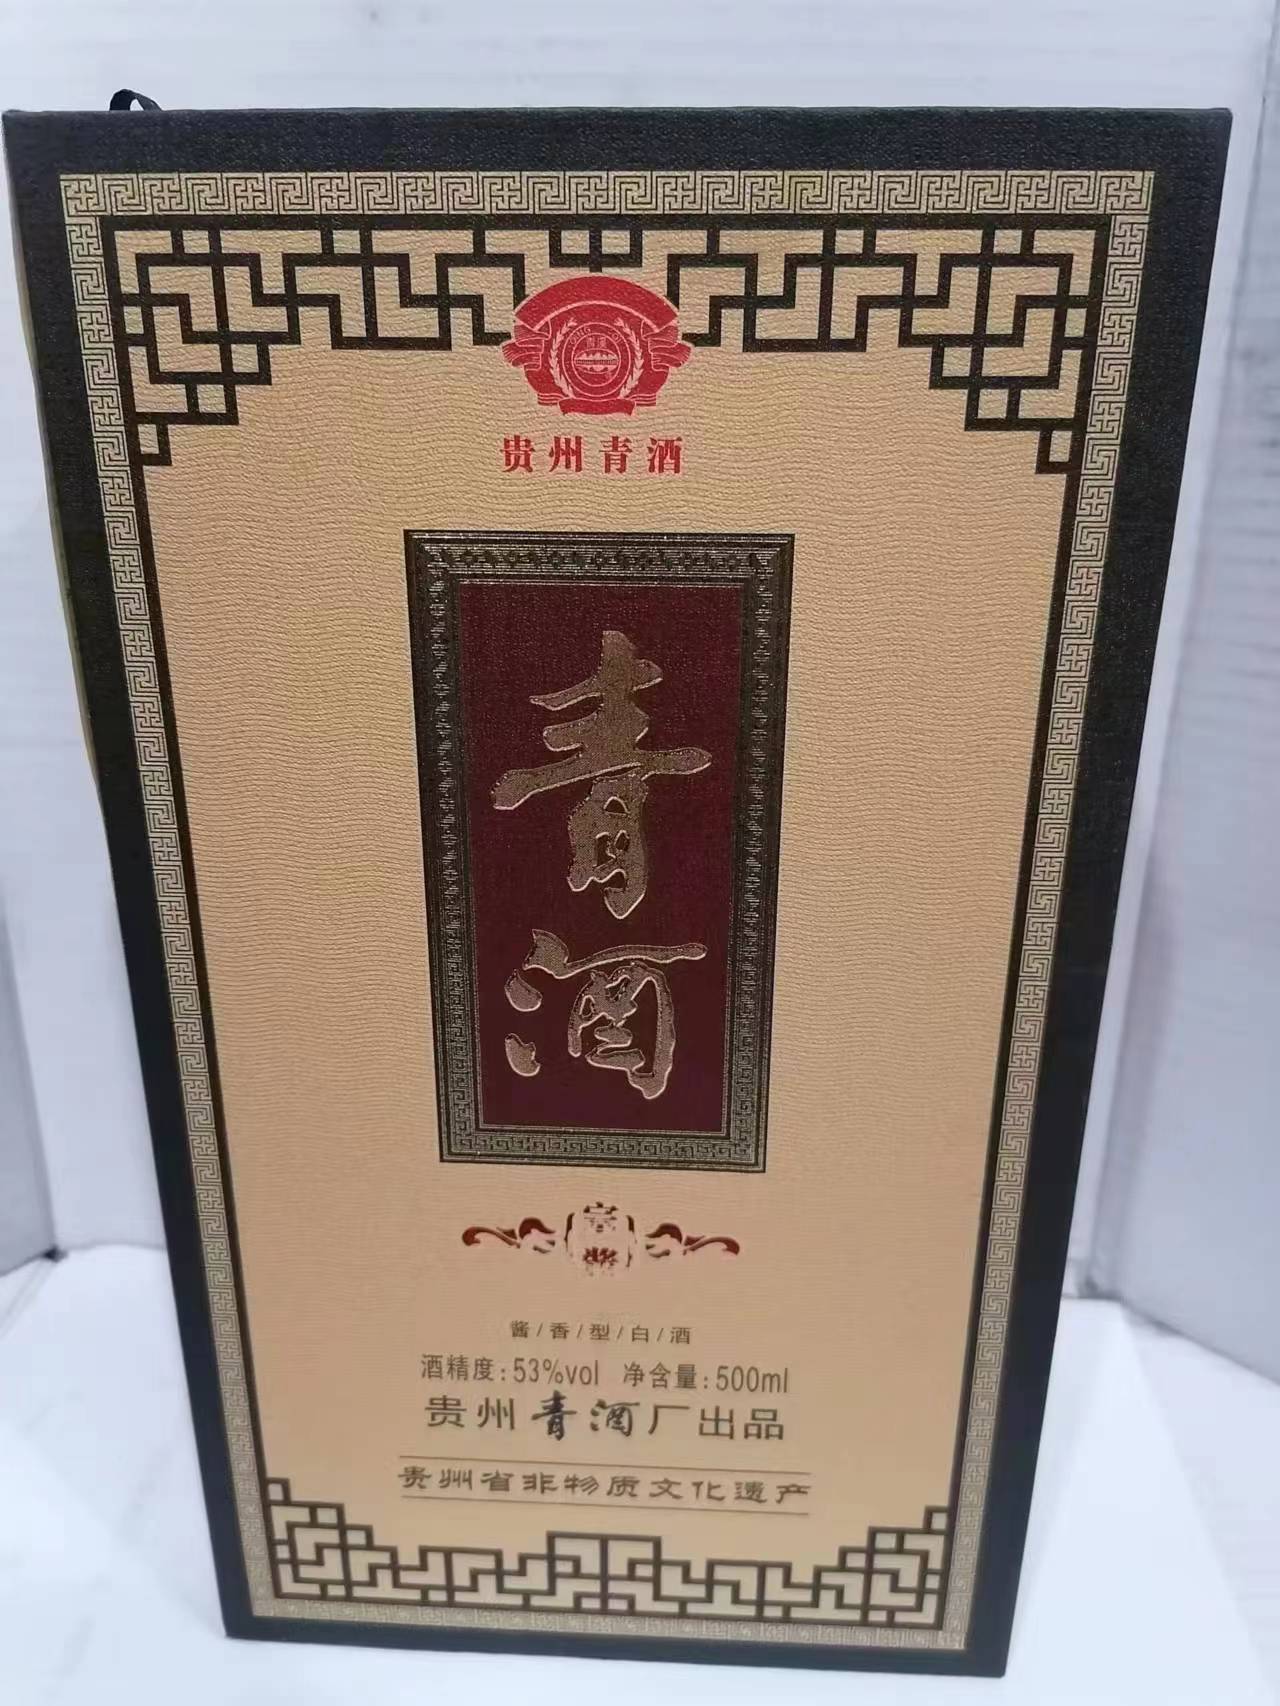 贵州青酒
青酒
酱/香/型/白/酒
酒精度:53%vol 净含量:500ml
贵州青酒厂出品
贵州省非物质文化遗产